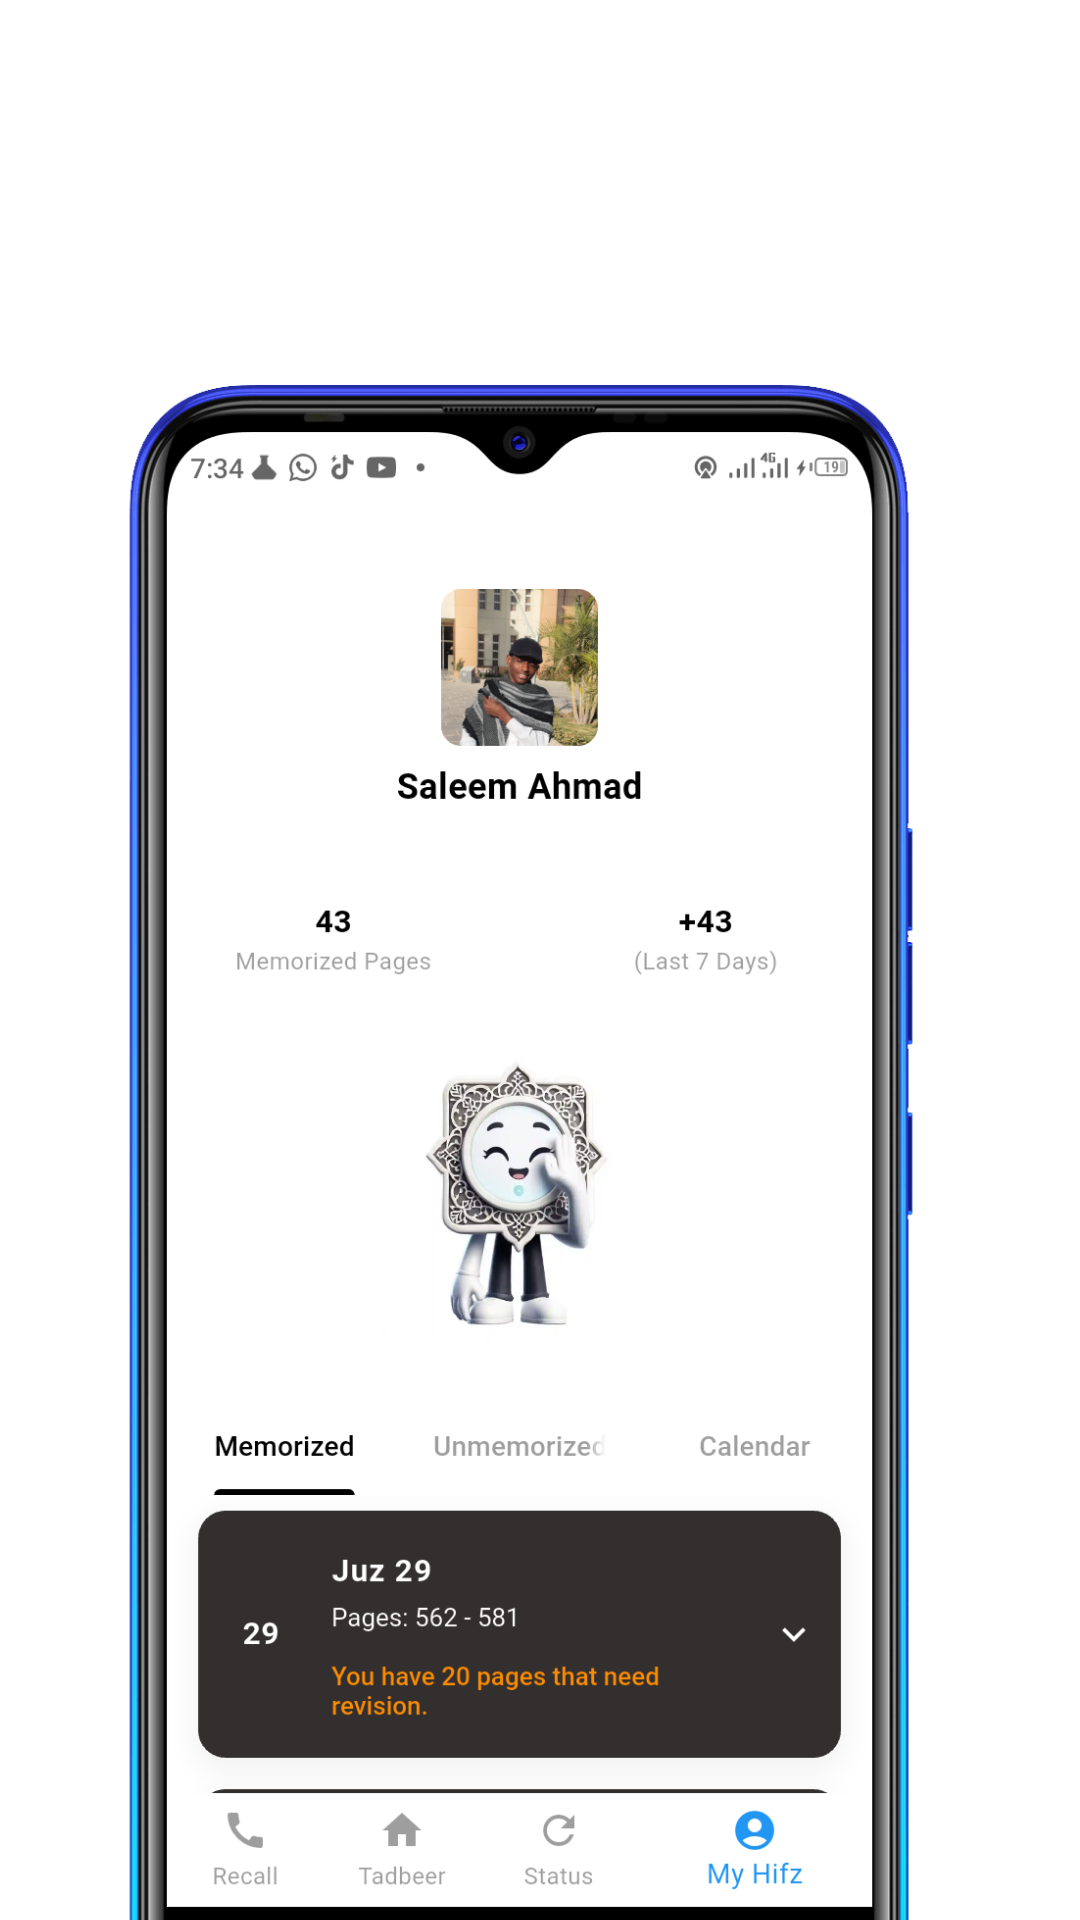 7:34
4G
19
Saleem Ahmad
43
+43
Memorized Pages
(Last 7 Days)
Memorized
Unmemorized
Calendar
29
Juz 29
Pages: 562 - 581
You have 20 pages that need
revision.
Recall
Tadbeer
Status
My Hifz